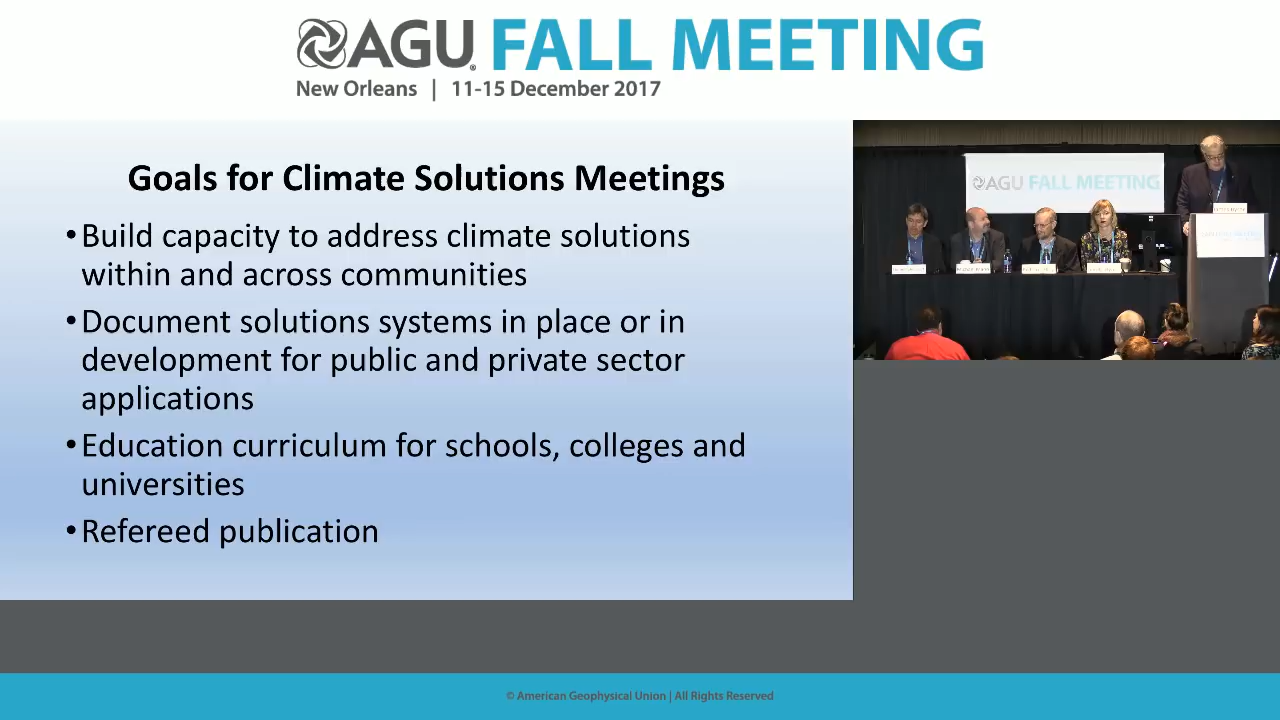 AGU FALL MEETING
New Orleans | 11-15 December 2017
Goals for Climate Solutions Meetings
•Build capacity to address climate solutions
within and across communities
•Document solutions systems in place or in
development for public and private sector
applications
•Education curriculum for schools, colleges and
universities
•Refereed publication
AGU FALL MEETING
© American Geophysical Union | All Rights Reserved